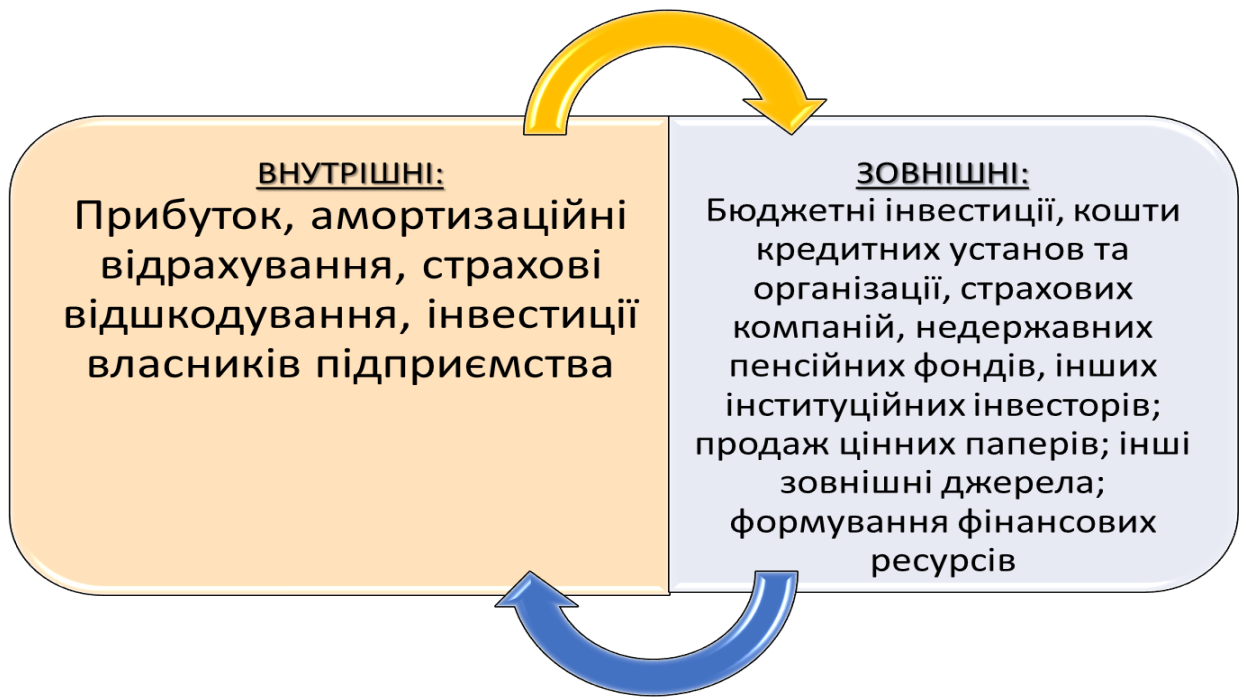 ВНУТРІШНІ:
Прибуток, амортизаційні
відрахування, страхові
відшкодування, інвестиції
власників підприємства
ЗОВНІШНІ:
Бюджетні інвестиції, кошти
кредитних установ та
організації, страхових
компаній, недержавних
пенсійних фондів, інших
інституційних інвесторів;
продаж цінних паперів; інші
зовнішні джерела;
формування фінансових
ресурсів